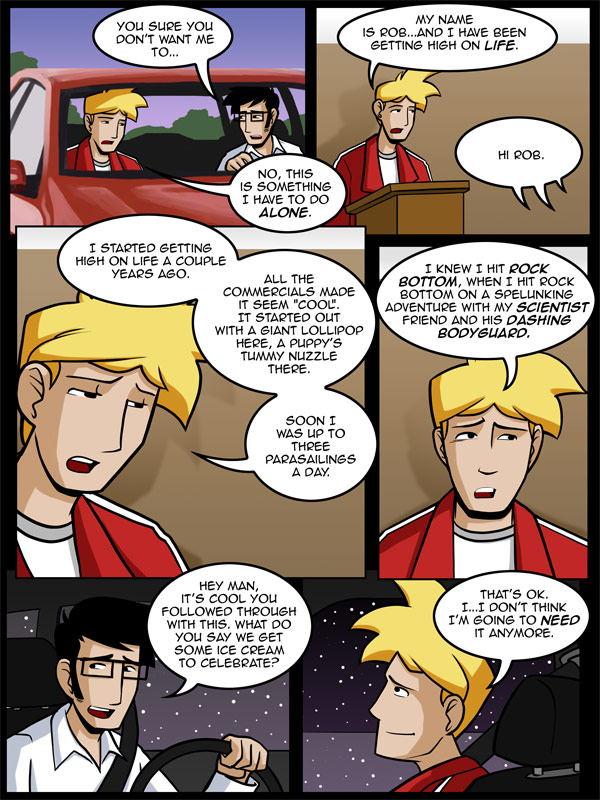 YOU SURE YOU
DON'T WANT ME
TO...
NO, THIS
IS SOMETHING
I HAVE TO DO
ALONE.
MY NAME
IS ROB...AND I HAVE BEEN
GETTING HIGH ON LIFE.
HI ROB.
I STARTED GETTING
HIGH ON LIFE A COUPLE
YEARS AGO.
ALL THE
COMMERCIALS MADE
IT SEEM "COOL".
IT STARTED OUT
WITH A GIANT LOLLIPOP
HERE, A PUPPY'S
TUMMY NUZZLE
THERE.
SOON I
WAS UP TO
THREE
PARASAILINGS
A DAY.
I KNEW I HIT ROCK
BOTTOM, WHEN I HIT ROCK
BOTTOM ON A SPELUNKING
ADVENTURE WITH MY SCIENTIST
FRIEND AND HIS DASHING
BODYGUARD.
HEY MAN,
IT'S COOL YOU
FOLLOWED THROUGH
WITH THIS. WHAT DO
YOU SAY WE GET
SOME ICE CREAM
TO CELEBRATE?
THAT'S OK.
I...I DON'T THINK
I'M GOING TO NEED
IT ANYMORE.